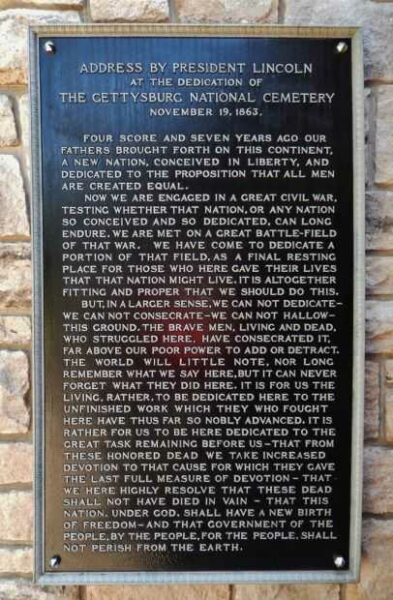 ADDRESS BY PRESIDENT LINCOLN
AT THE DEDICATION OF
THE GETTYSBURG NATIONAL CEMETERY
NOVEMBER 19, 1863.
FOUR SCORE AND SEVEN YEARS AGO OUR
FATHERS BROUGHT FORTH ON THIS CONTINENT,
A NEW NATION, CONCEIVED IN LIBERTY, AND
DEDICATED TO THE PROPOSITION THAT ALL MEN
ARE CREATED EQUAL.
NOW WE ARE ENGAGED IN A GREAT CIVIL WAR,
TESTING WHETHER THAT NATION, OR ANY NATION
SO CONCEIVED AND SO DEDICATED, CAN LONG
ENDURE. WE ARE MET ON A GREAT BATTLE-FIELD
OF THAT WAR. WE HAVE COME TO DEDICATE A
PORTION OF THAT FIELD, AS A FINAL RESTING
PLACE FOR THOSE WHO HERE GAVE THEIR LIVES
THAT THAT NATION MIGHT LIVE. IT IS ALTOGETHER
FITTING AND PROPER THAT WE SHOULD DO THIS.
BUT, IN A LARGER SENSE, WE CAN NOT DEDICATE—
WE CAN NOT CONSECRATE—WE CAN NOT HALLOW—
THIS GROUND. THE BRAVE MEN, LIVING AND DEAD,
WHO STRUGGLED HERE, HAVE CONSECRATED IT,
FAR ABOVE OUR POOR POWER TO ADD OR DETRACT.
THE WORLD WILL LITTLE NOTE, NOR LONG
REMEMBER WHAT WE SAY HERE, BUT IT CAN NEVER
FORGET WHAT THEY DID HERE. IT IS FOR US THE
LIVING, RATHER, TO BE DEDICATED HERE TO THE
UNFINISHED WORK WHICH THEY WHO FOUGHT
HERE HAVE THUS FAR SO NOBLY ADVANCED. IT IS
RATHER FOR US TO BE HERE DEDICATED TO THE
GREAT TASK REMAINING BEFORE US—THAT FROM
THESE HONORED DEAD WE TAKE INCREASED
DEVOTION TO THAT CAUSE FOR WHICH THEY GAVE
THE LAST FULL MEASURE OF DEVOTION—THAT
WE HERE HIGHLY RESOLVE THAT THESE DEAD
SHALL NOT HAVE DIED IN VAIN — THAT THIS
NATION, UNDER GOD, SHALL HAVE A NEW BIRTH
OF FREEDOM—AND THAT GOVERNMENT OF THE
PEOPLE, BY THE PEOPLE, FOR THE PEOPLE, SHALL
NOT PERISH FROM THE EARTH.